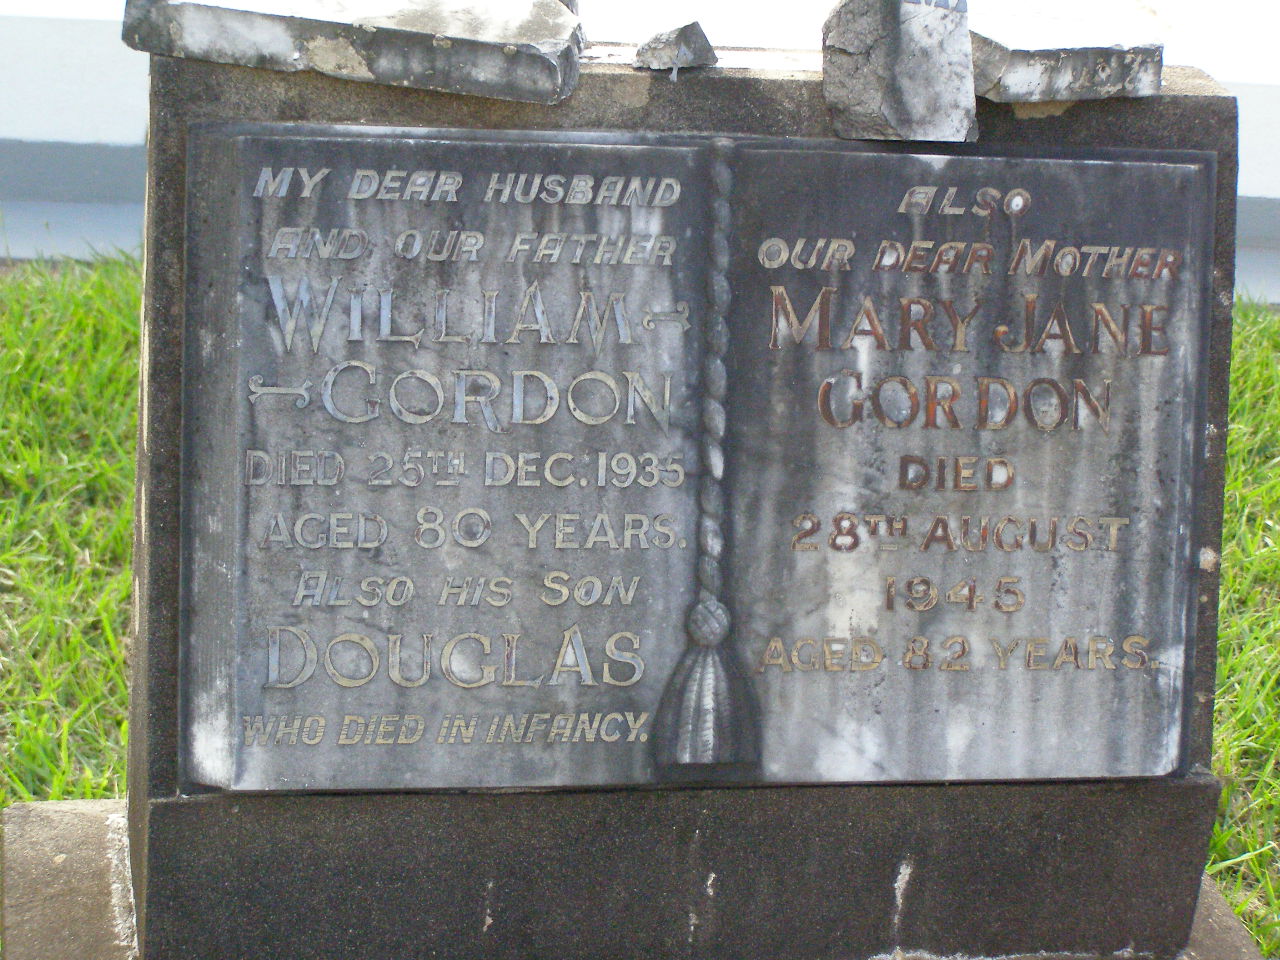 MY DEAR HUSBAND
AND OUR FATHER
WILLIAM
GORDON
DIED 25TH DEC. 1935
AGED 80 YEARS.
ALSO HIS SON
DOUGLAS
WHO DIED IN INFANCY.
ALSO
OUR DEAR MOTHER
MARY JANE
GORDON
DIED
28TH AUGUST
1945
AGED 82 YEARS.